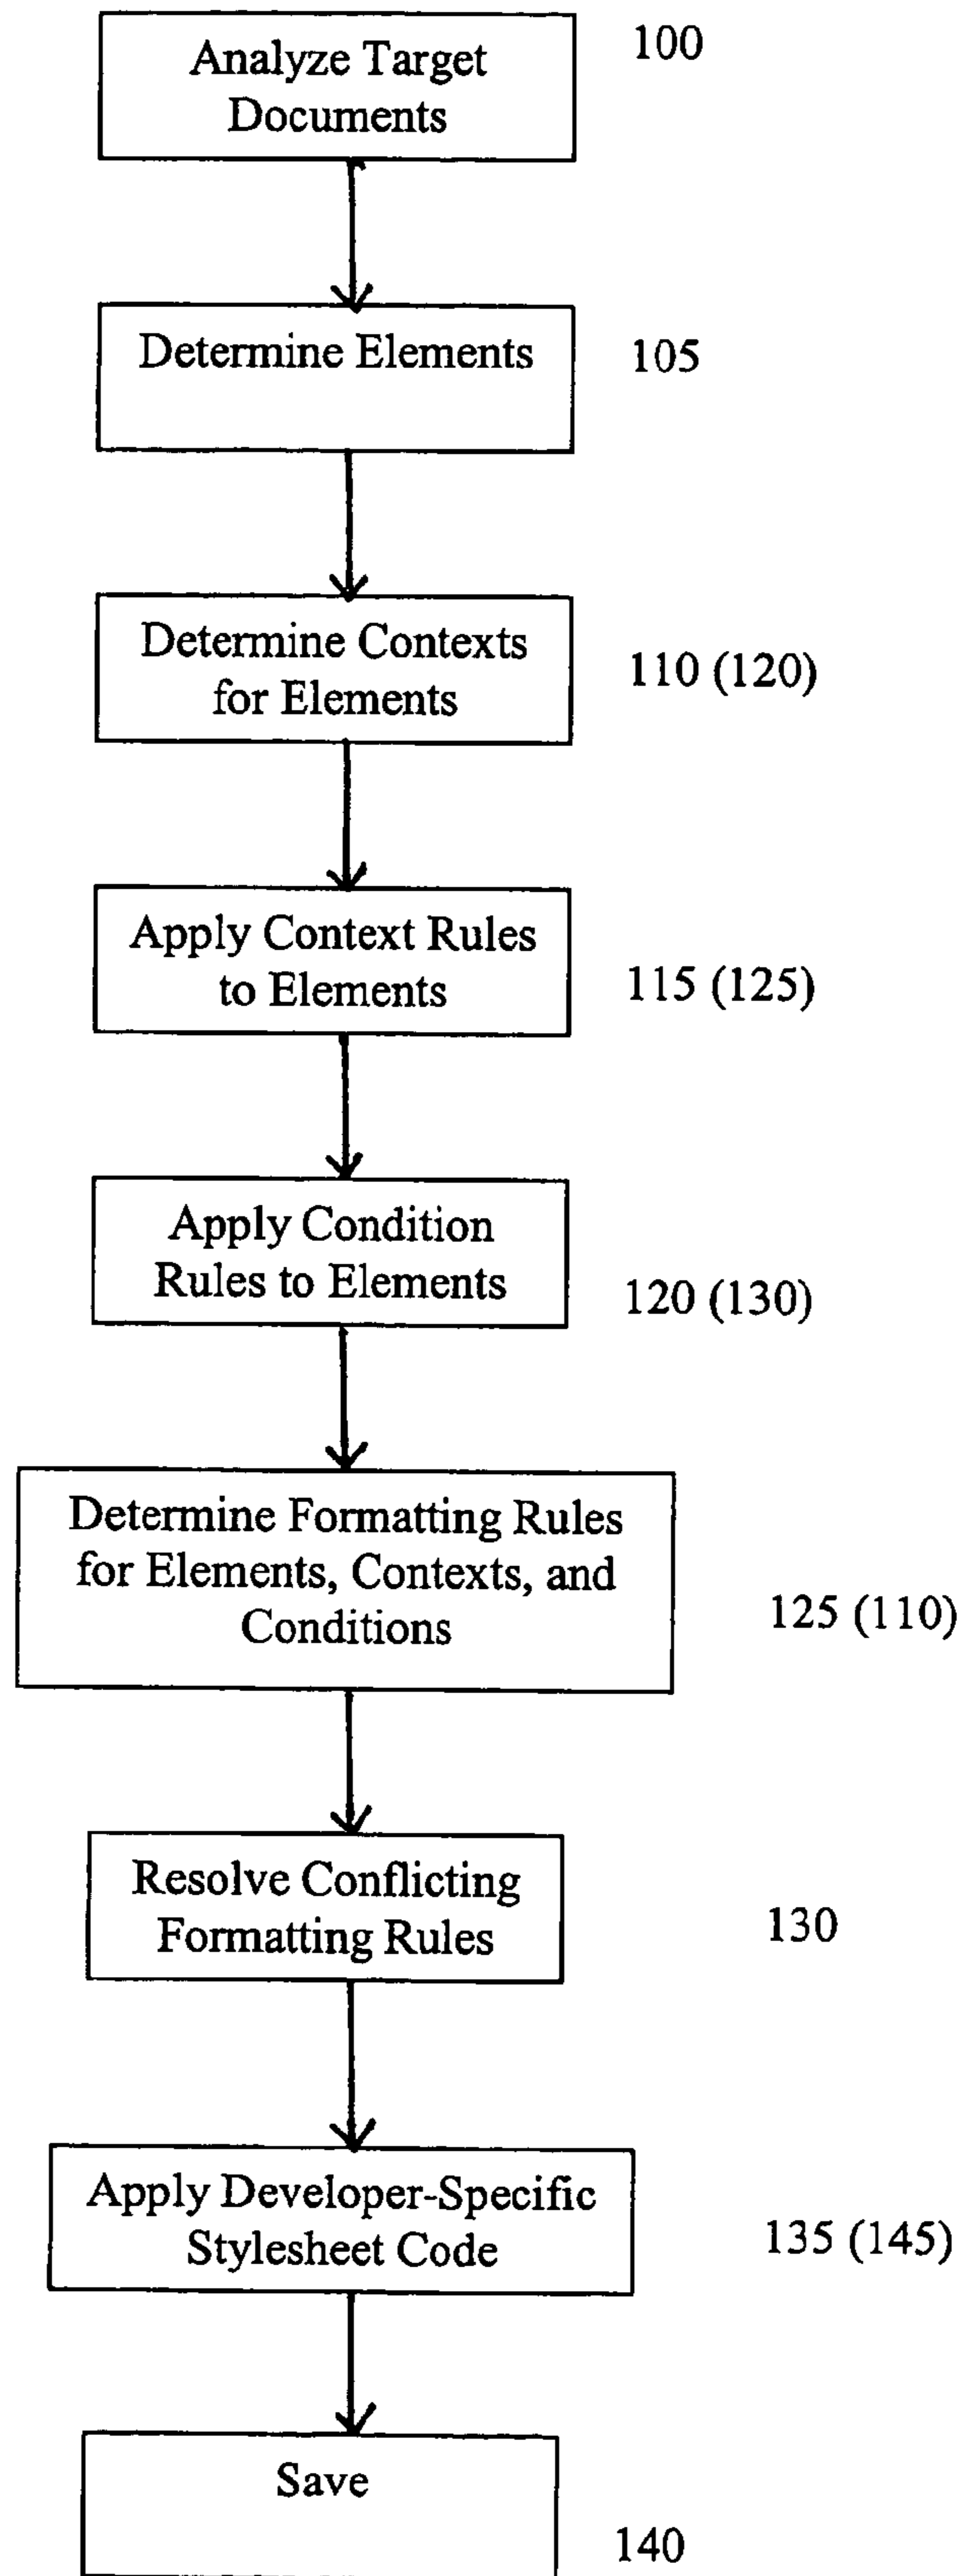 Analyze Target
Documents
100
Determine Elements
105
Determine Contexts
for Elements
110 (120)
Apply Context Rules
to Elements
115 (125)
Apply Condition
Rules to Elements
120 (130)
Determine Formatting Rules
for Elements, Contexts, and
Conditions
125 (110)
Resolve Conflicting
Formatting Rules
130
Apply Developer-Specific
Stylesheet Code
135 (145)
Save
140